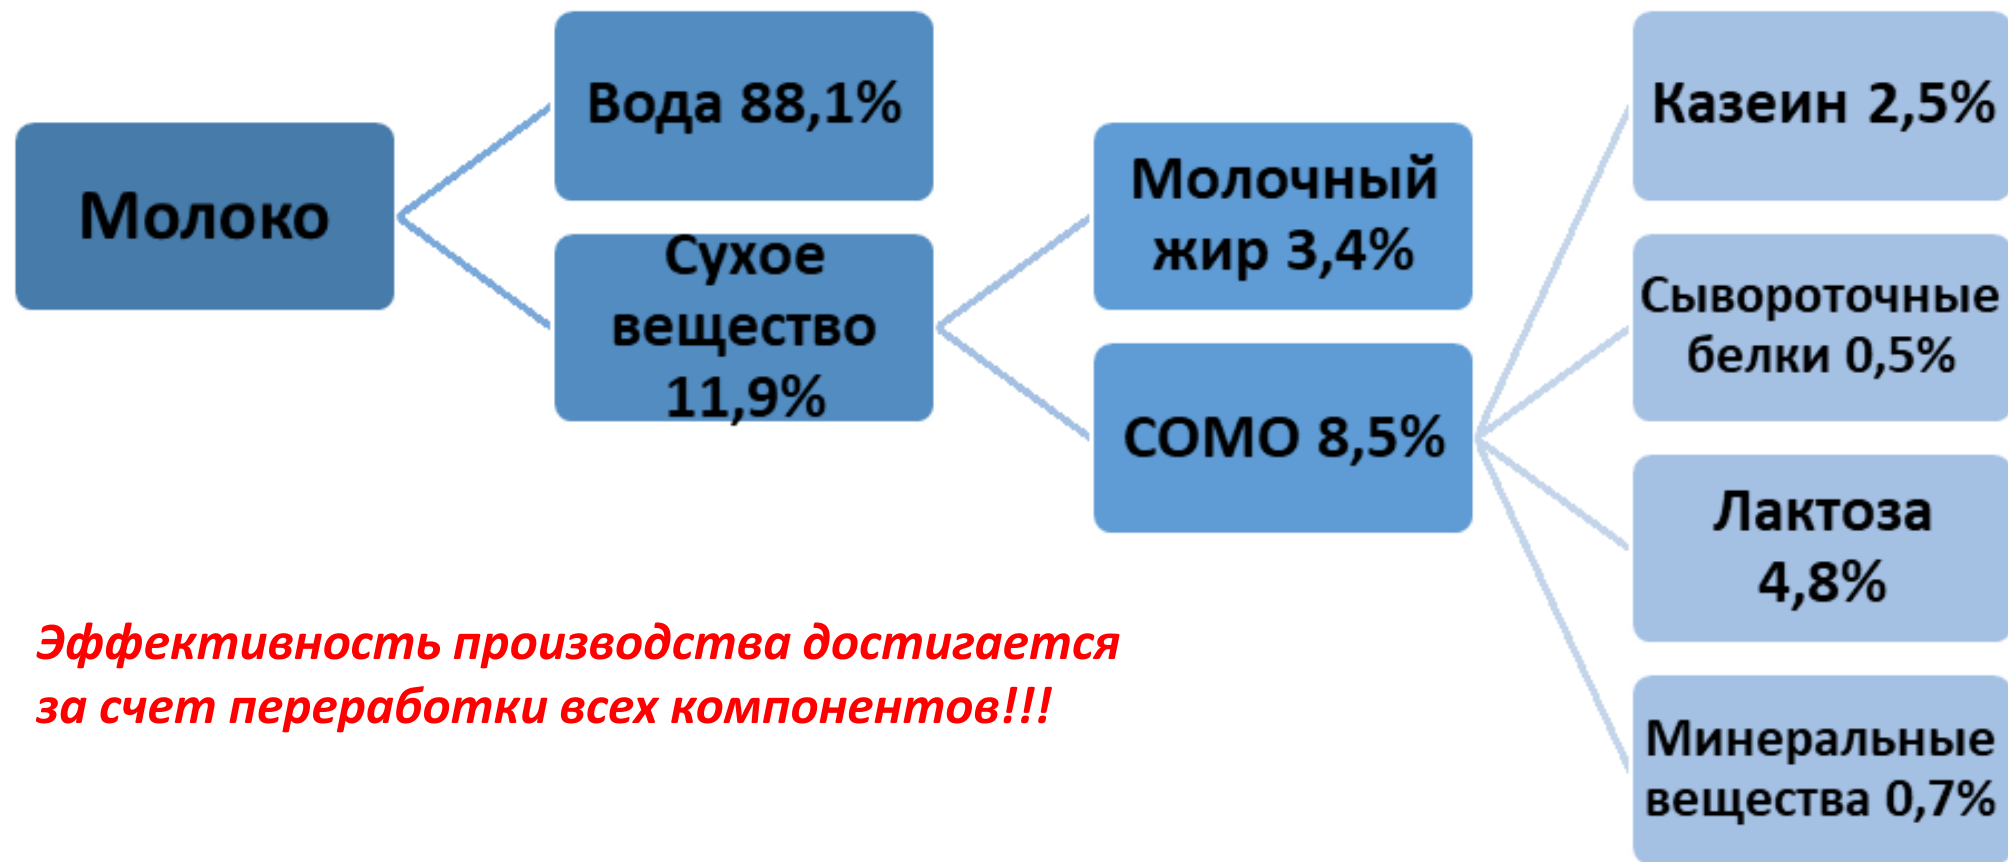 Молоко
Вода 88,1%
Сухое
вещество
11,9%
Молочный
жир 3,4%
СОМО 8,5%
Казеин 2,5%
Сывороточные
белки 0,5%
Лактоза
4,8%
Минеральные
вещества 0,7%
Эффективность производства достигается
за счет переработки всех компонентов!!!